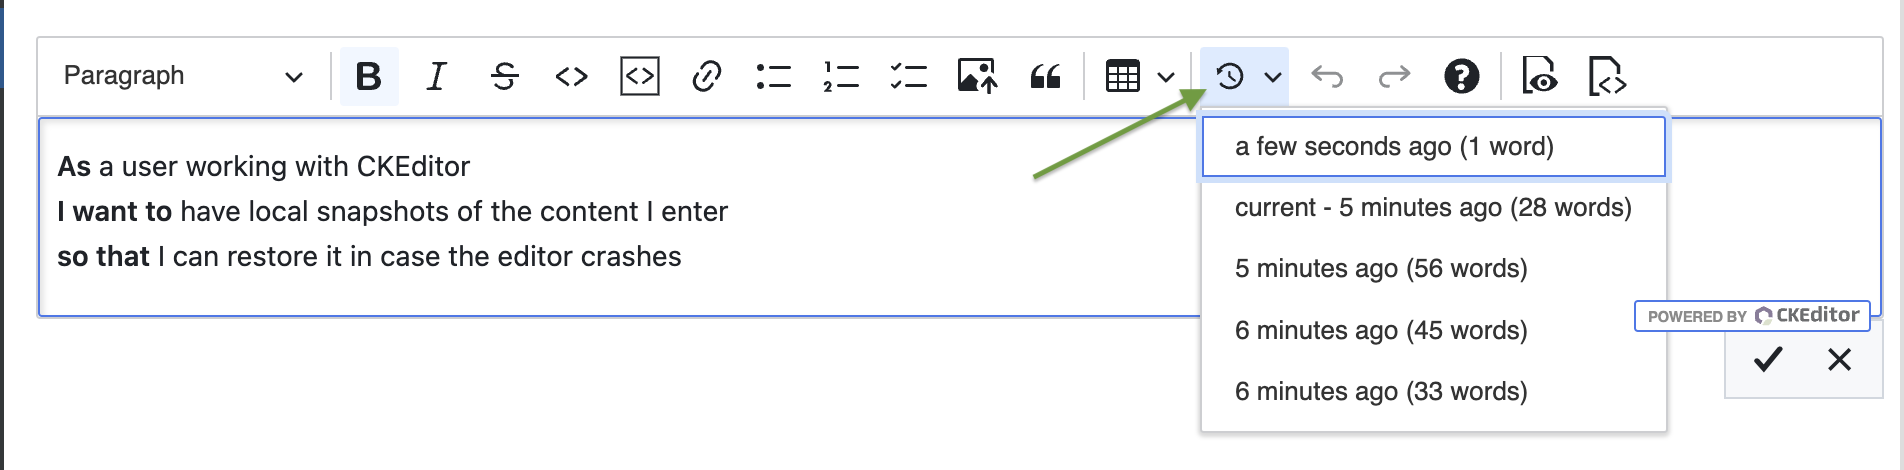 Paragraph
As a user working with CKEditor
I want to have local snapshots of the content I enter
so that I can restore it in case the editor crashes
a few seconds ago (1 word)
current - 5 minutes ago (28 words)
5 minutes ago (56 words)
6 minutes ago (45 words)
6 minutes ago (33 words)
POWERED BY CKEditor